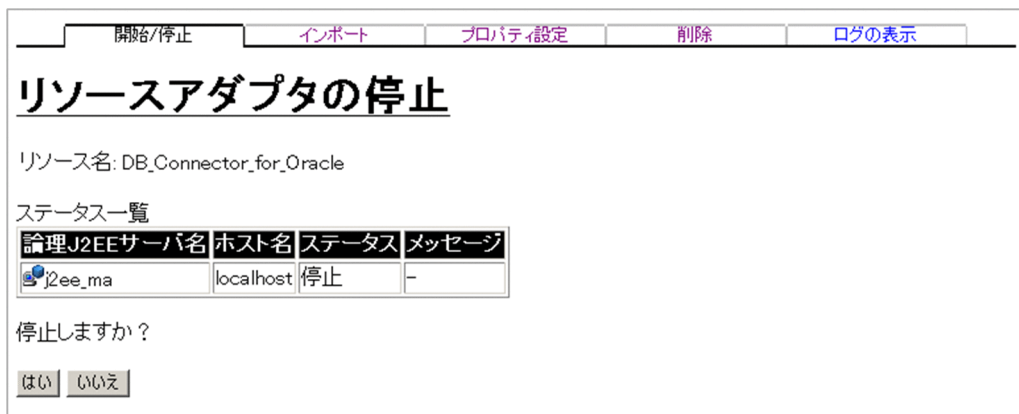 開始/停止 インポート プロパティ設定 削除 ログの表示
リソースアダプタの停止
リソース名: DB_Connector_for_Oracle
ステータス一覧
論理J2EEサーバ名 ホスト名 ステータス メッセージ
j2ee_ma localhost 停止 -
停止しますか？
はい いいえ